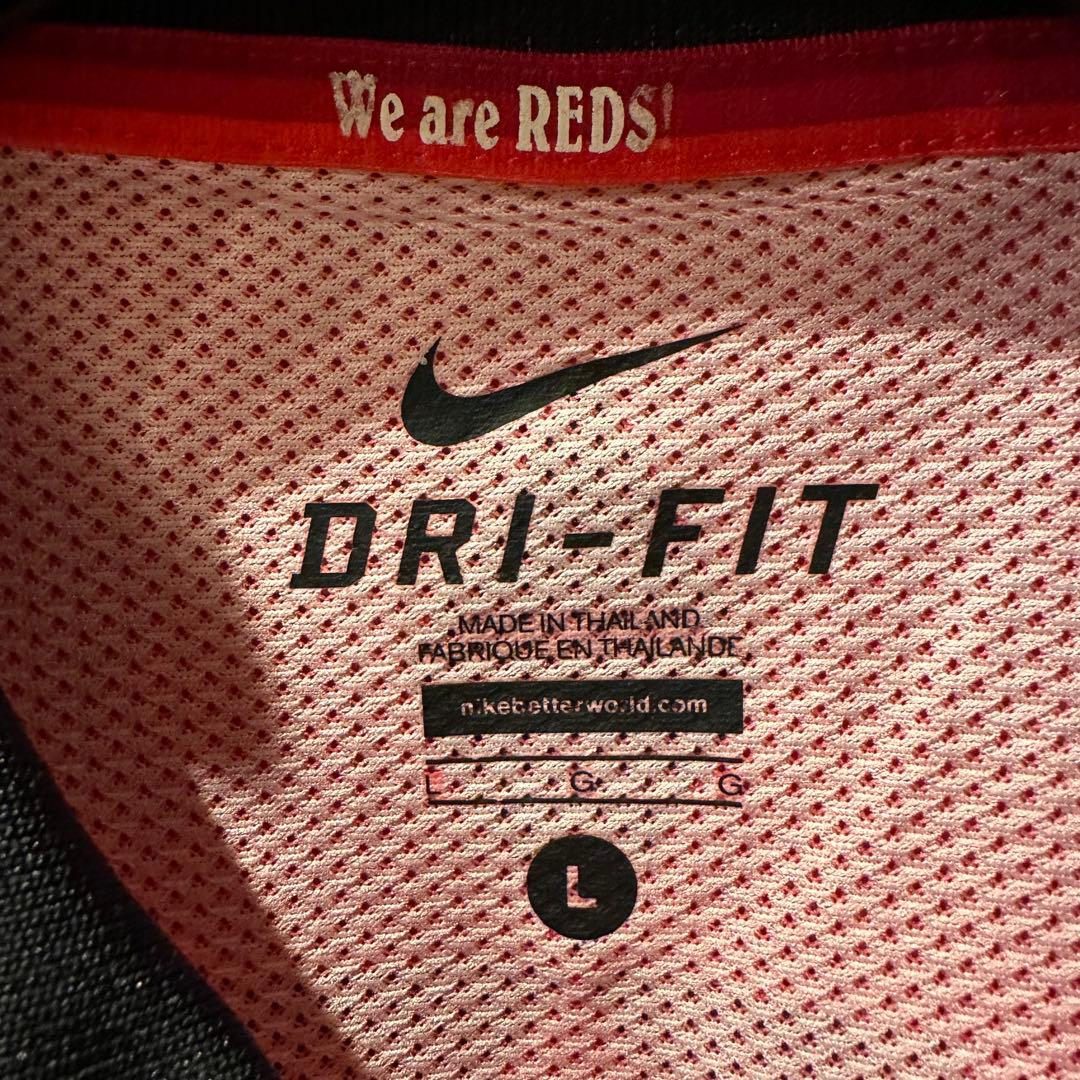 We are REDS!
DRI-FIT
MADE IN THAILAND
FABRIQUE EN THAILANDE
nikebetterworld.com
L G G
L